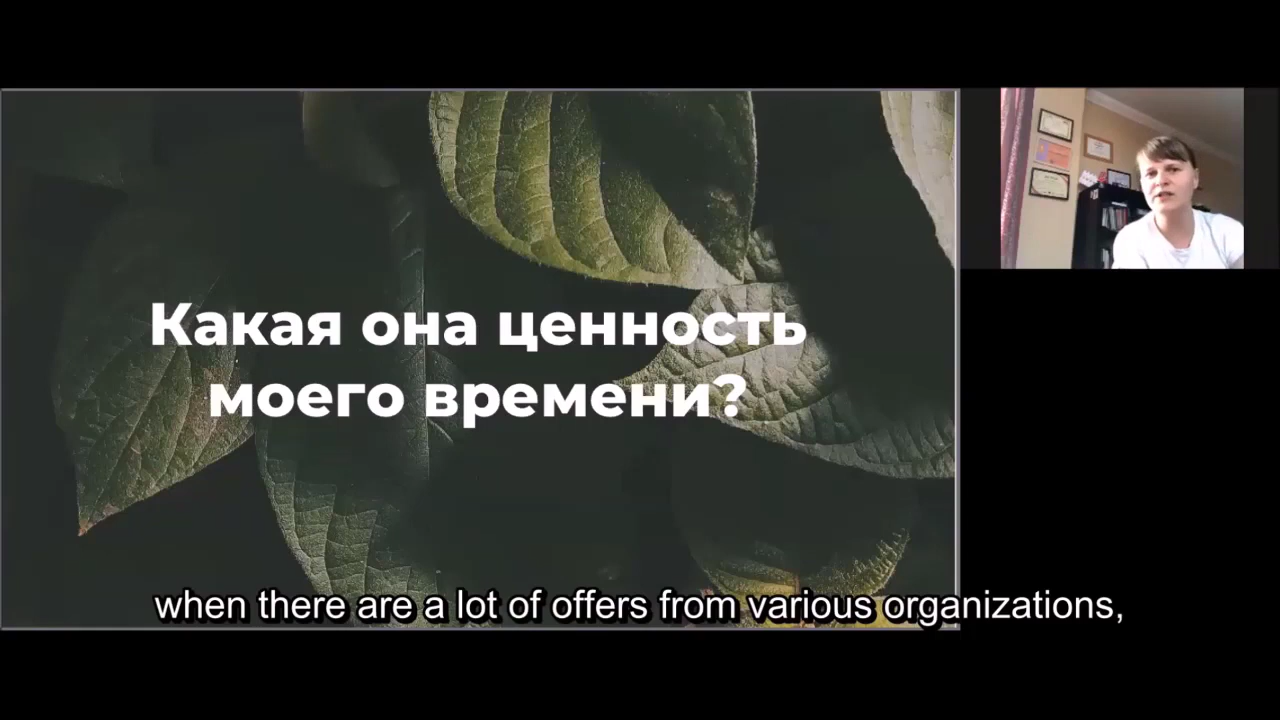 Какая она ценность
моего времени?
when there are a lot of offers from various organizations,